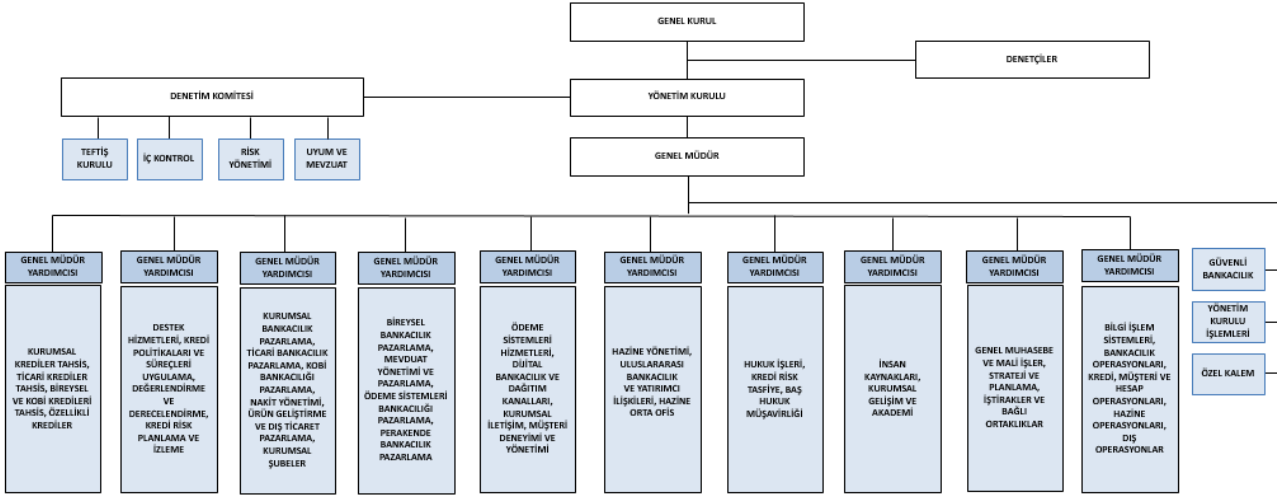 GENEL KURUL
DENETÇİLER
DENETİM KOMİTESİ
YÖNETİM KURULU
TEFTİŞ
KURULU
İÇ KONTROL
RİSK
YÖNETİMİ
UYUM VE
MEVZUAT
GENEL MÜDÜR
GENEL MÜDÜR
YARDIMCISI
KURUMSAL
KREDİLER TAHSİS,
TİCARİ KREDİLER
TAHSİS, BİREYSEL
VE KOBİ KREDİLERİ
TAHSİS, ÖZELLİKLİ
KREDİLER
GENEL MÜDÜR
YARDIMCISI
DESTEK
HİZMETLERİ, KREDİ
POLİTİKALARI VE
SÜREÇLERİ
UYGULAMA,
DEĞERLENDİRME
VE
DERECELENDİRME,
KREDİ RİSK
PLANLAMA VE
İZLEME
GENEL MÜDÜR
YARDIMCISI
KURUMSAL
BANKACILIK
PAZARLAMA,
TİCARİ BANKACILIK
PAZARLAMA, KOBİ
BANKACILIĞI
PAZARLAMA,
NAKİT YÖNETİMİ,
ÜRÜN GELİŞTİRME
VE DIŞ TİCARET
PAZARLAMA,
KURUMSAL
ŞUBELER
GENEL MÜDÜR
YARDIMCISI
BİREYSEL
BANKACILIK
PAZARLAMA,
MEVDUAT
YÖNETİMİ VE
PAZARLAMA,
ÖDEME SİSTEMLERİ
BANKACILIĞI
PAZARLAMA,
PERAKENDE
BANKACILIK
PAZARLAMA
GENEL MÜDÜR
YARDIMCISI
ÖDEME
SİSTEMLERİ
HİZMETLERİ,
DİJİTAL
BANKACILIK VE
DAĞITIM
KANALLARI,
KURUMSAL
İLETİŞİM, MÜŞTERİ
DENEYİMİ VE
YÖNETİMİ
GENEL MÜDÜR
YARDIMCISI
HAZİNE YÖNETİMİ,
ULUSLARARASI
BANKACILIK
VE YATIRIMCI
İLİŞKİLERİ, HAZİNE
ORTA OFİS
GENEL MÜDÜR
YARDIMCISI
HUKUK İŞLERİ,
KREDİ RİSK
TASFİYE, BAŞ
HUKUK
MÜŞAVİRLİĞİ
GENEL MÜDÜR
YARDIMCISI
İNSAN
KAYNAKLARI,
KURUMSAL
GELİŞİM VE
AKADEMİ
GENEL MÜDÜR
YARDIMCISI
GENEL MUHASEBE
VE MALİ İŞLER,
STRATEJİ VE
PLANLAMA,
İŞTİRAKLER VE
BAĞLI
ORTAKLIKLAR
GENEL MÜDÜR
YARDIMCISI
BİLGİ İŞLEM
SİSTEMLERİ,
BANKACILIK
OPERASYONLARI,
KREDİ, MÜŞTERİ VE
HESAP
OPERASYONLARI,
HAZİNE
OPERASYONLARI,
DIŞ
OPERASYONLAR
GÜVENLİ
BANKACILIK
YÖNETİM
KURULU
İŞLEMLERİ
ÖZEL KALEM